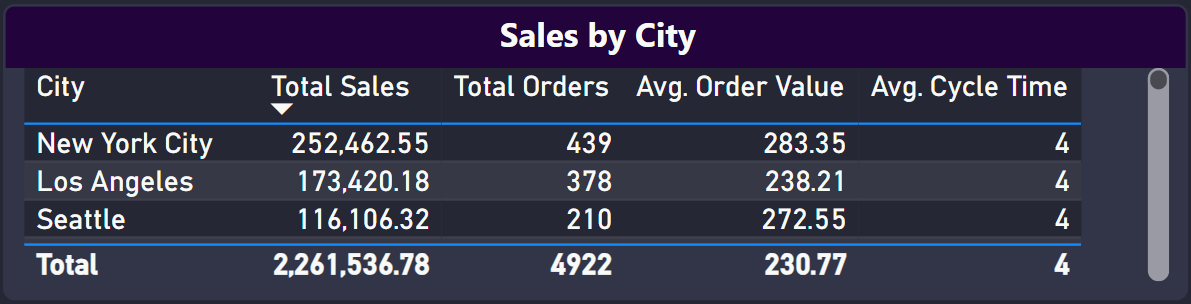 Sales by City
City Total Sales Total Orders Avg. Order Value Avg. Cycle Time
New York City 252,462.55 439 283.35 4
Los Angeles 173,420.18 378 238.21 4
Seattle 116,106.32 210 272.55 4
Total 2,261,536.78 4922 230.77 4